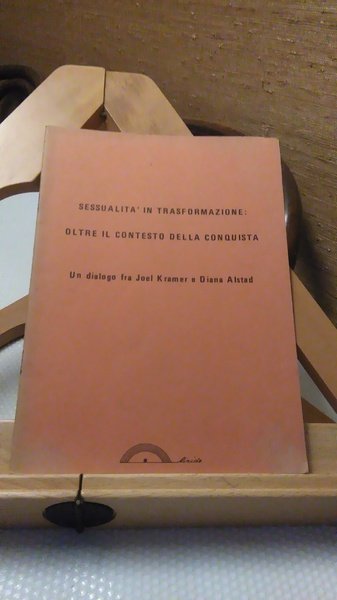 SESSUALITA' IN TRASFORMAZIONE:
OLTRE IL CONTESTO DELLA CONQUISTA
Un dialogo fra Joel Kramer e Diana Alstad